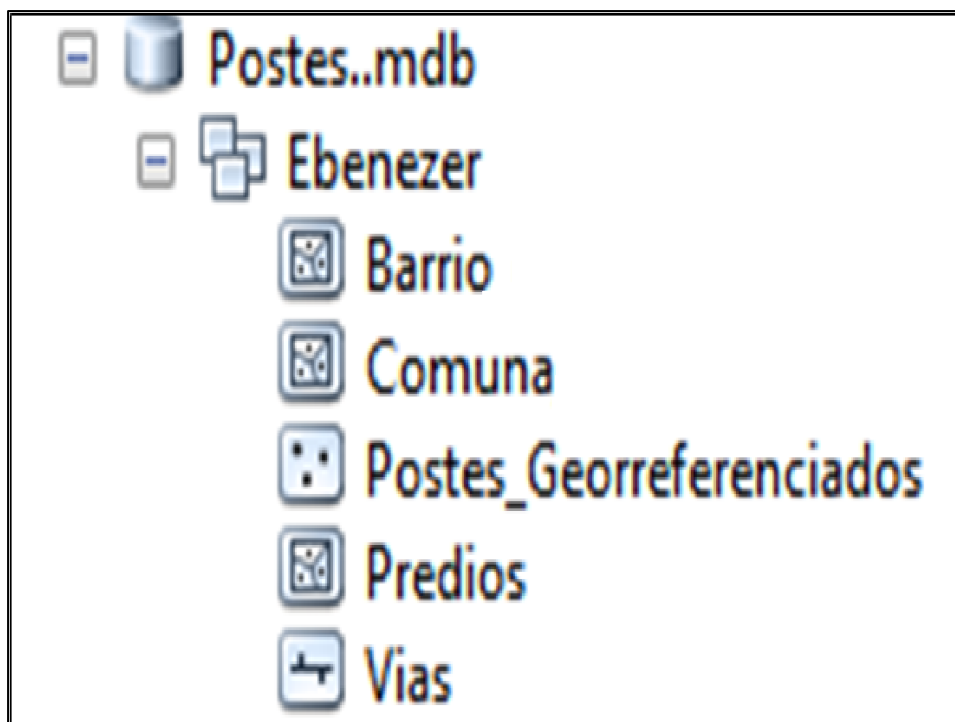 Postes..mdb
Ebenezer
Barrio
Comuna
Postes_Georreferenciados
Predios
Vias